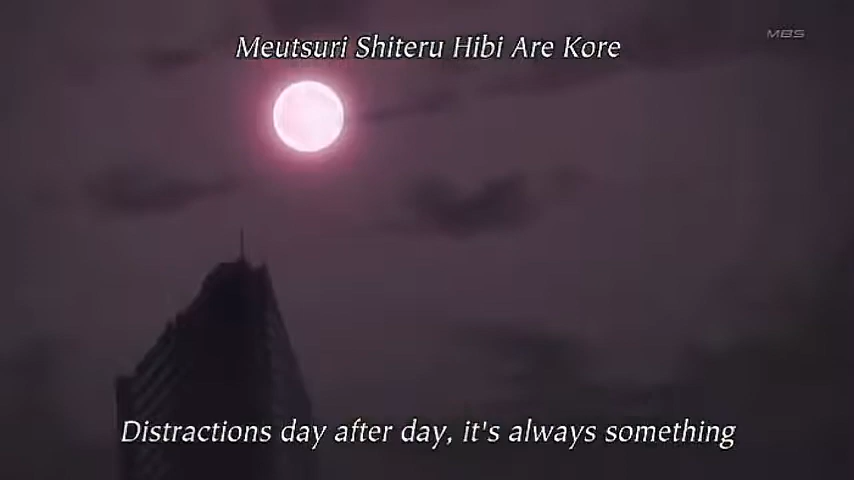 Meutsuri Shiteru Hibi Are Kore
MBS
Distractions day after day, it's always something